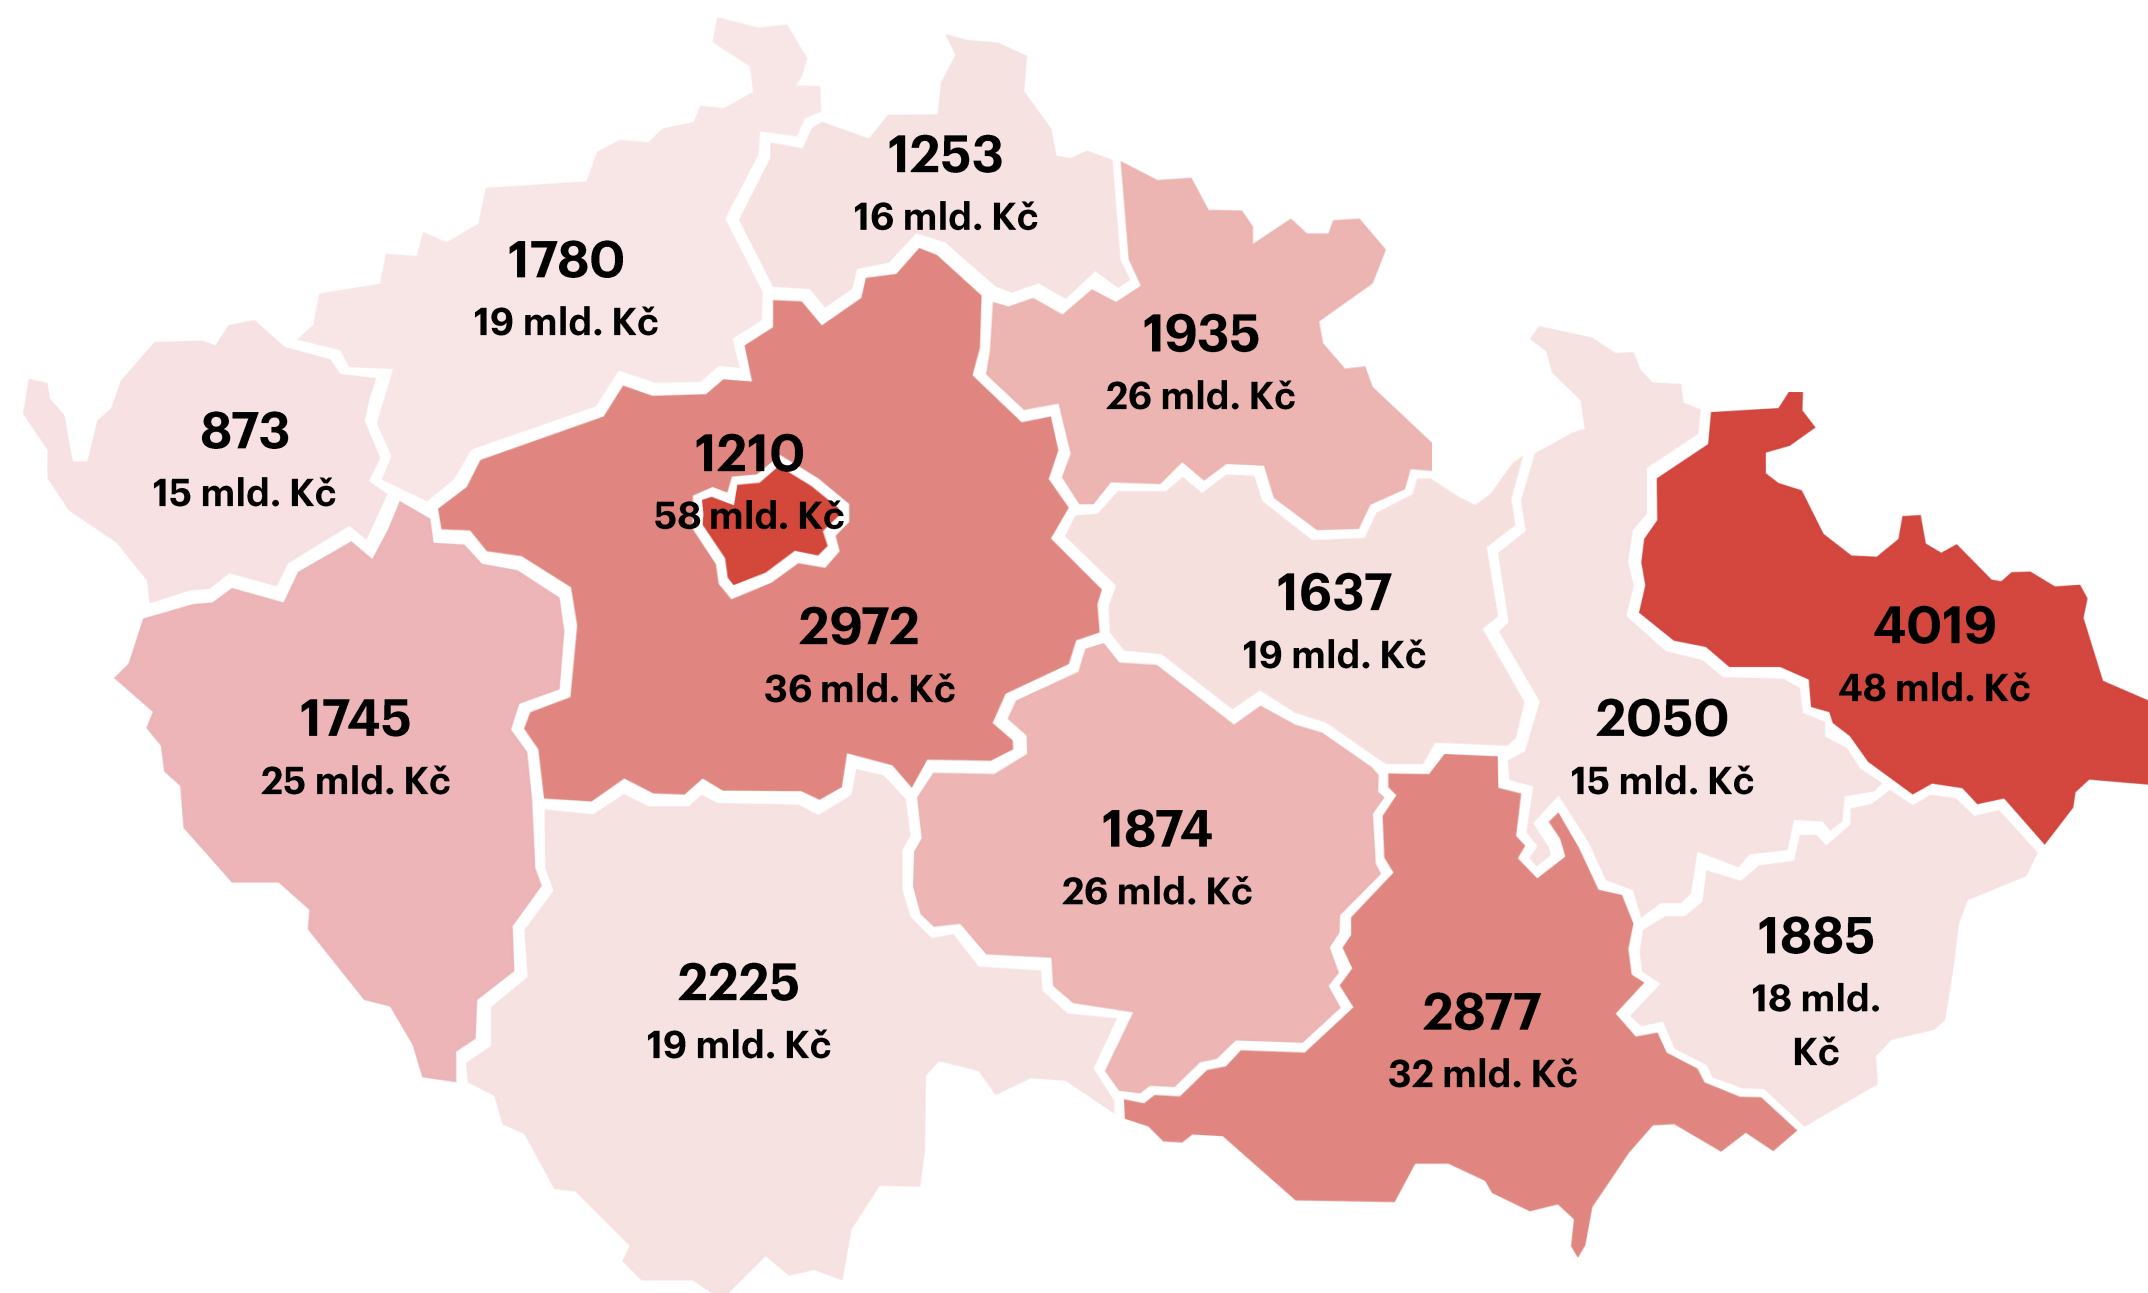 1253
16 mld. Kč
1780
19 mld. Kč
1935
26 mld. Kč
873
15 mld. Kč
1210
58 mld. Kč
2972
36 mld. Kč
1637
19 mld. Kč
4019
48 mld. Kč
1745
25 mld. Kč
2050
15 mld. Kč
1874
26 mld. Kč
1885
18 mld.
Kč
2225
19 mld. Kč
2877
32 mld. Kč